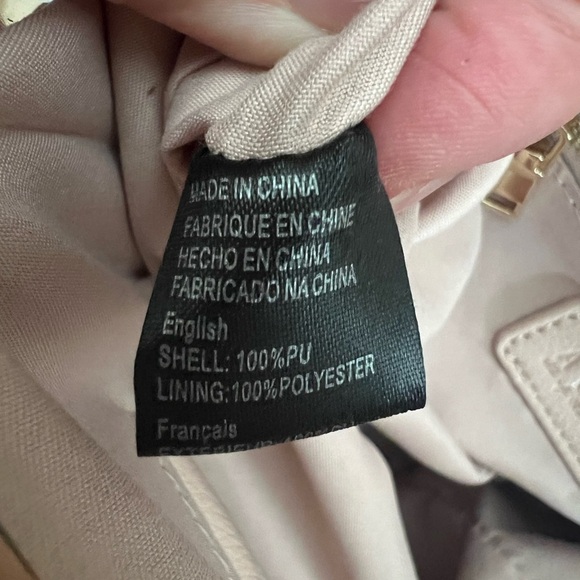 MADE IN CHINA
FABRIQUE EN CHINE
HECHO EN CHINA
FABRICADO NA CHINA
English
SHELL: 100%PU
LINING:100%POLYESTER
Français